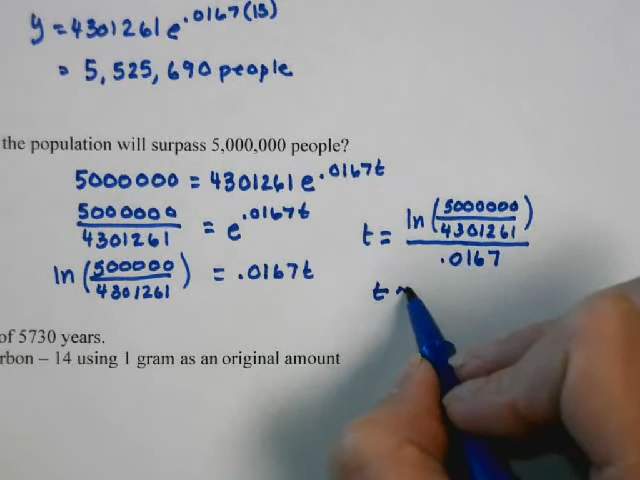 y = 4301261 e^.0167(15)
= 5,525,690 people
the population will surpass 5,000,000 people?
5000000 = 4301261 e^.0167t
5000000/4301261 = e^.0167t
ln(500000/4301261) = .0167t
t = ln(5000000/4301261)/.0167
t ~
of 5730 years.
rbon – 14 using 1 gram as an original amount